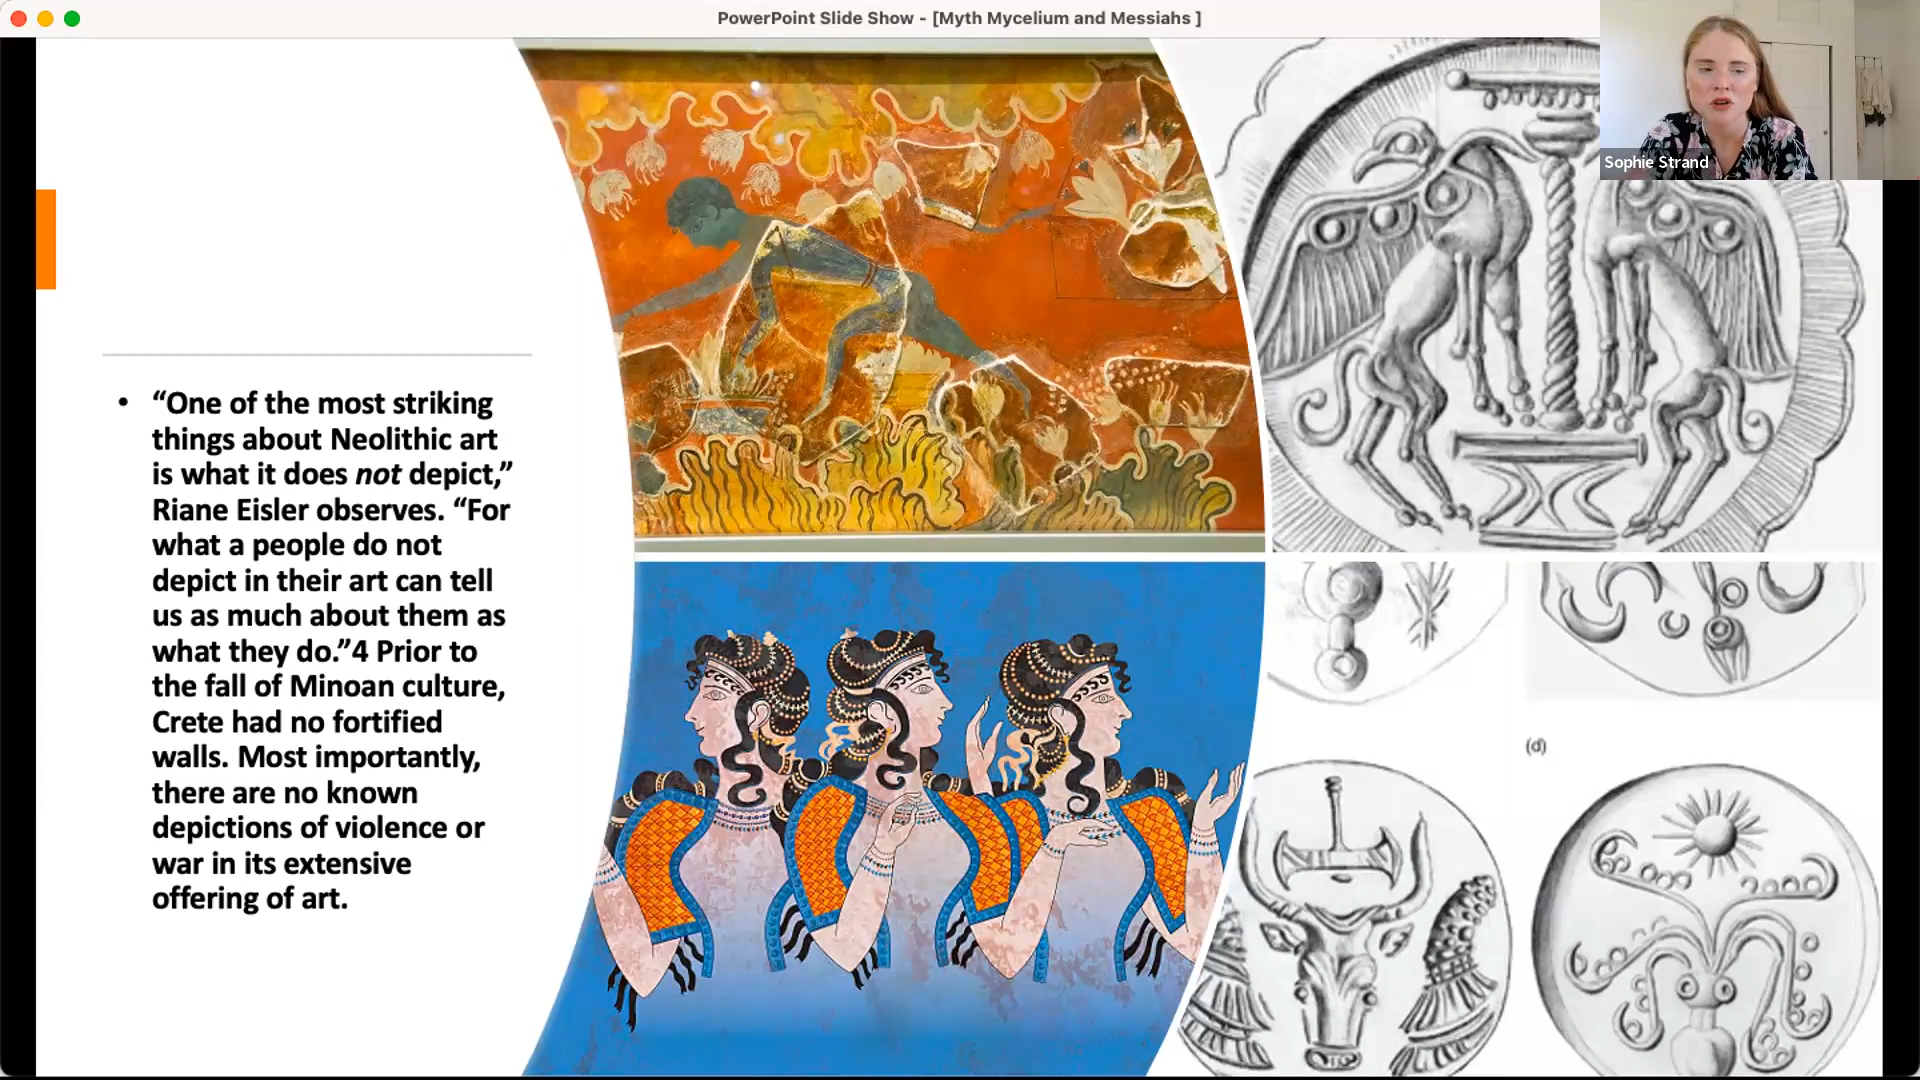 PowerPoint Slide Show - [Myth Mycelium and Messiahs ]
Sophie Strand
• “One of the most striking
things about Neolithic art
is what it does not depict,”
Riane Eisler observes. “For
what a people do not
depict in their art can tell
us as much about them as
what they do.”4 Prior to
the fall of Minoan culture,
Crete had no fortified
walls. Most importantly,
there are no known
depictions of violence or
war in its extensive
offering of art.
(d)